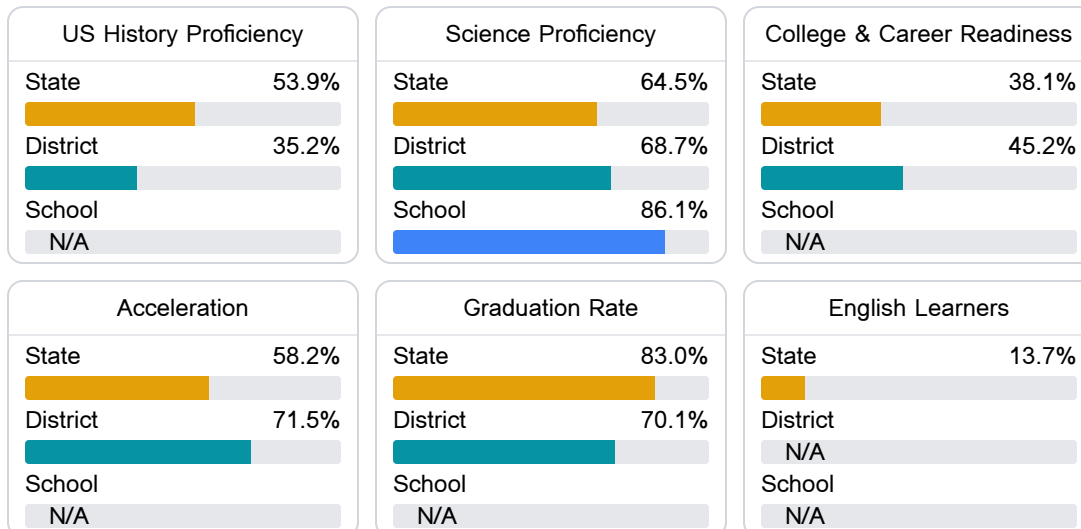 US History Proficiency
State 53.9%
District 35.2%
School
N/A
Science Proficiency
State 64.5%
District 68.7%
School 86.1%
College & Career Readiness
State 38.1%
District 45.2%
School
N/A
Acceleration
State 58.2%
District 71.5%
School
N/A
Graduation Rate
State 83.0%
District 70.1%
School
N/A
English Learners
State 13.7%
District
N/A
School
N/A